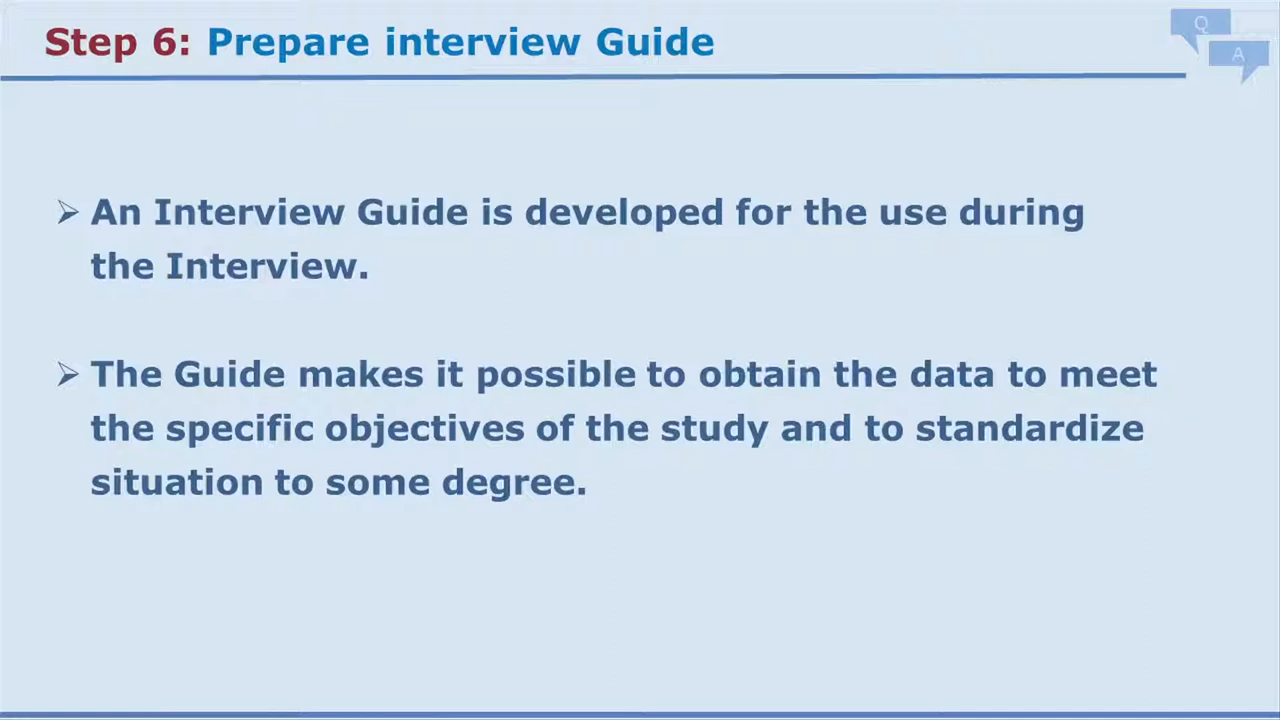 Step 6: Prepare interview Guide
Q
A
An Interview Guide is developed for the use during
the Interview.
The Guide makes it possible to obtain the data to meet
the specific objectives of the study and to standardize
situation to some degree.